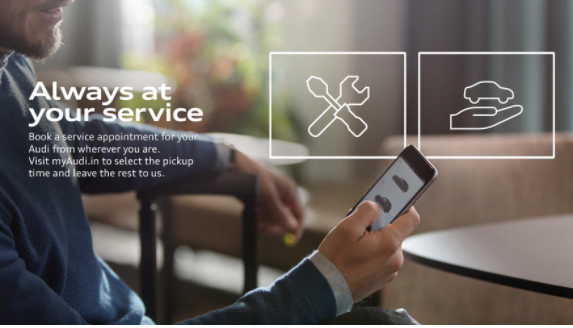 Always at
your service
Book a service appointment for your
Audi from wherever you are.
Visit myAudi.in to select the pickup
time and leave the rest to us.